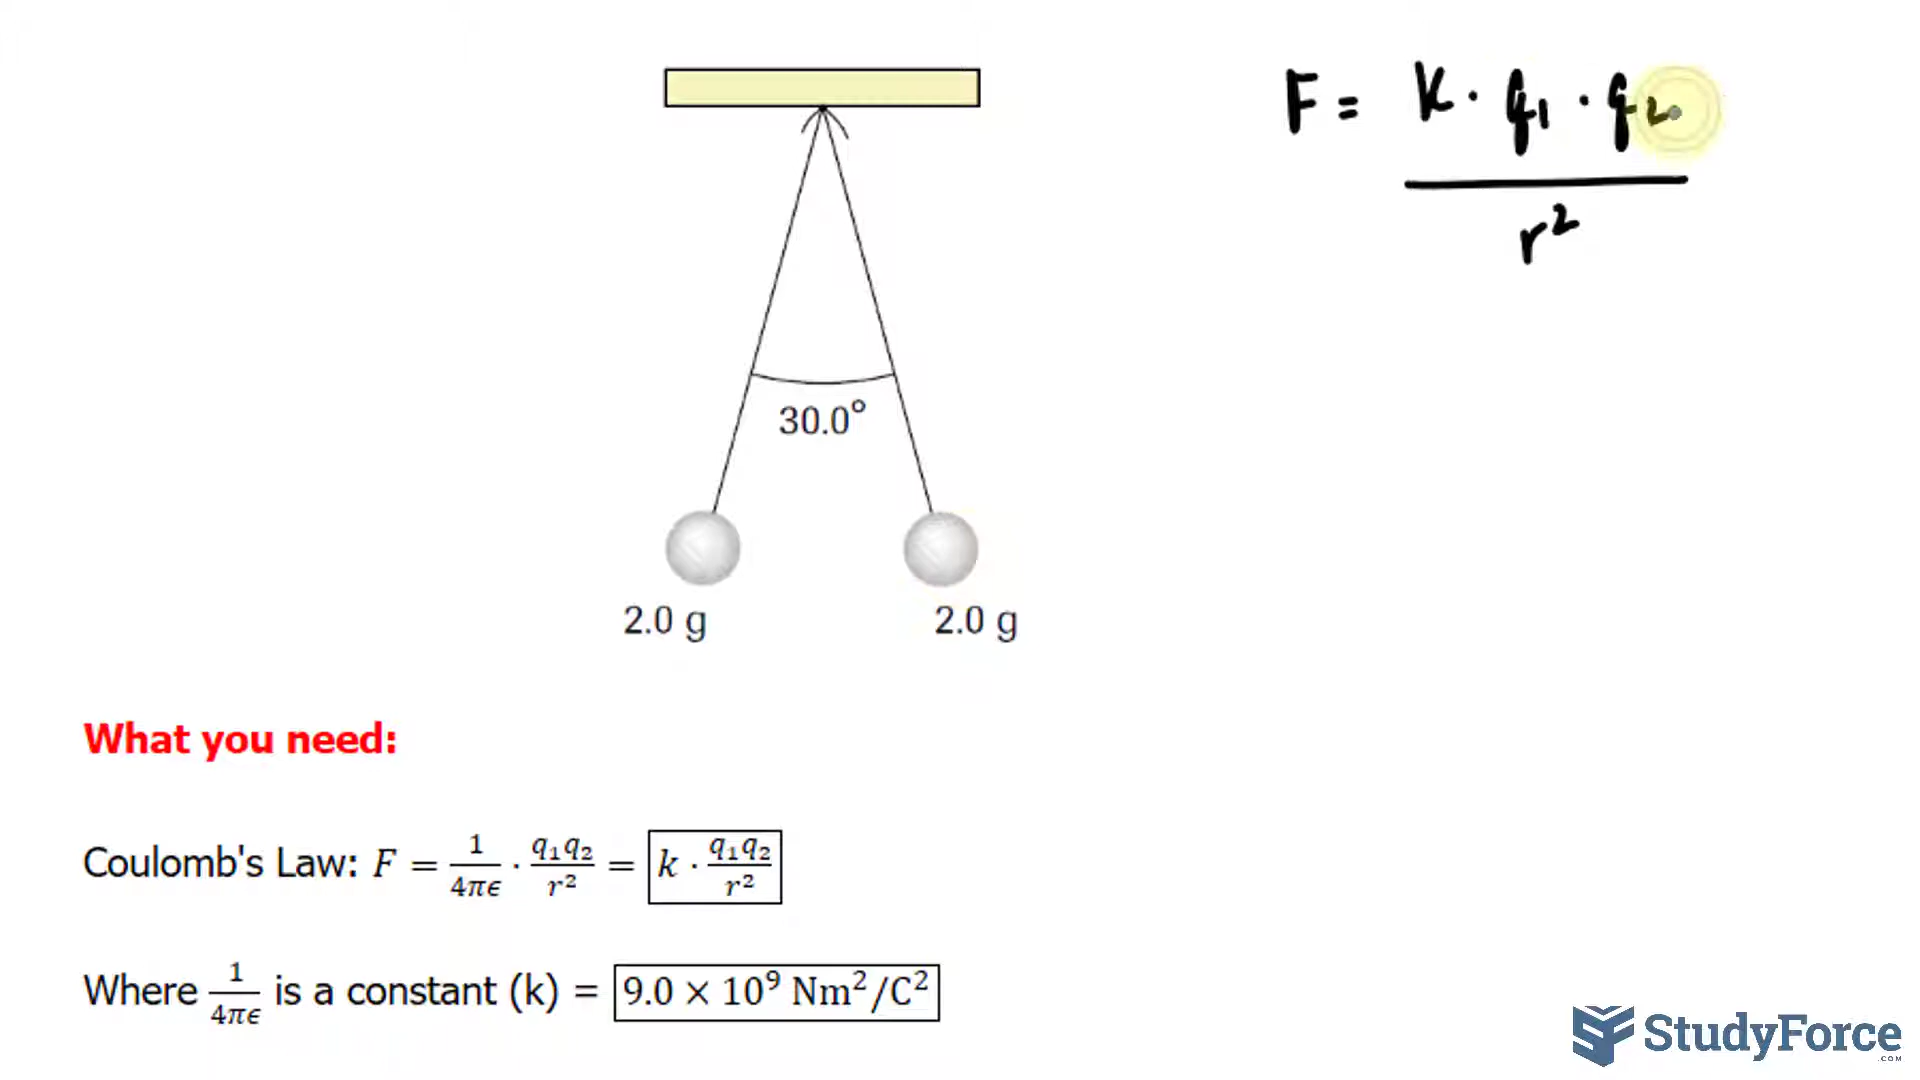 F = k · q₁ · q₂
r²
30.0°
2.0 g 2.0 g
What you need:
Coulomb's Law: F = 1/4πϵ · q₁q₂/r² = k · q₁q₂/r²
Where 1/4πϵ is a constant (k) = 9.0 × 10⁹ Nm²/C²
StudyForce
.COM